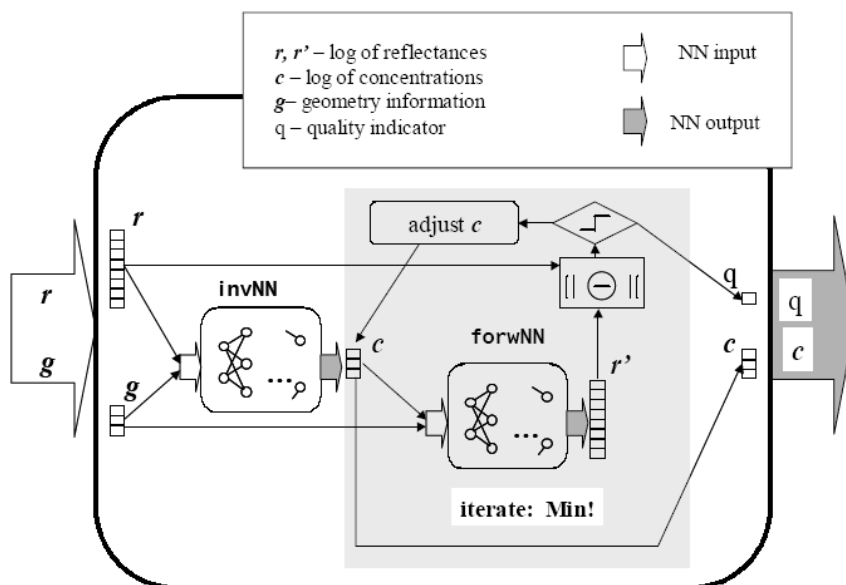 r, r’ – log of reflectances
c – log of concentrations
g– geometry information
q – quality indicator
NN input
NN output
r
adjust c
r
g
invNN
g
c
forwNN
r’
|| − ||
q
c
q
c
...
...
iterate: Min!